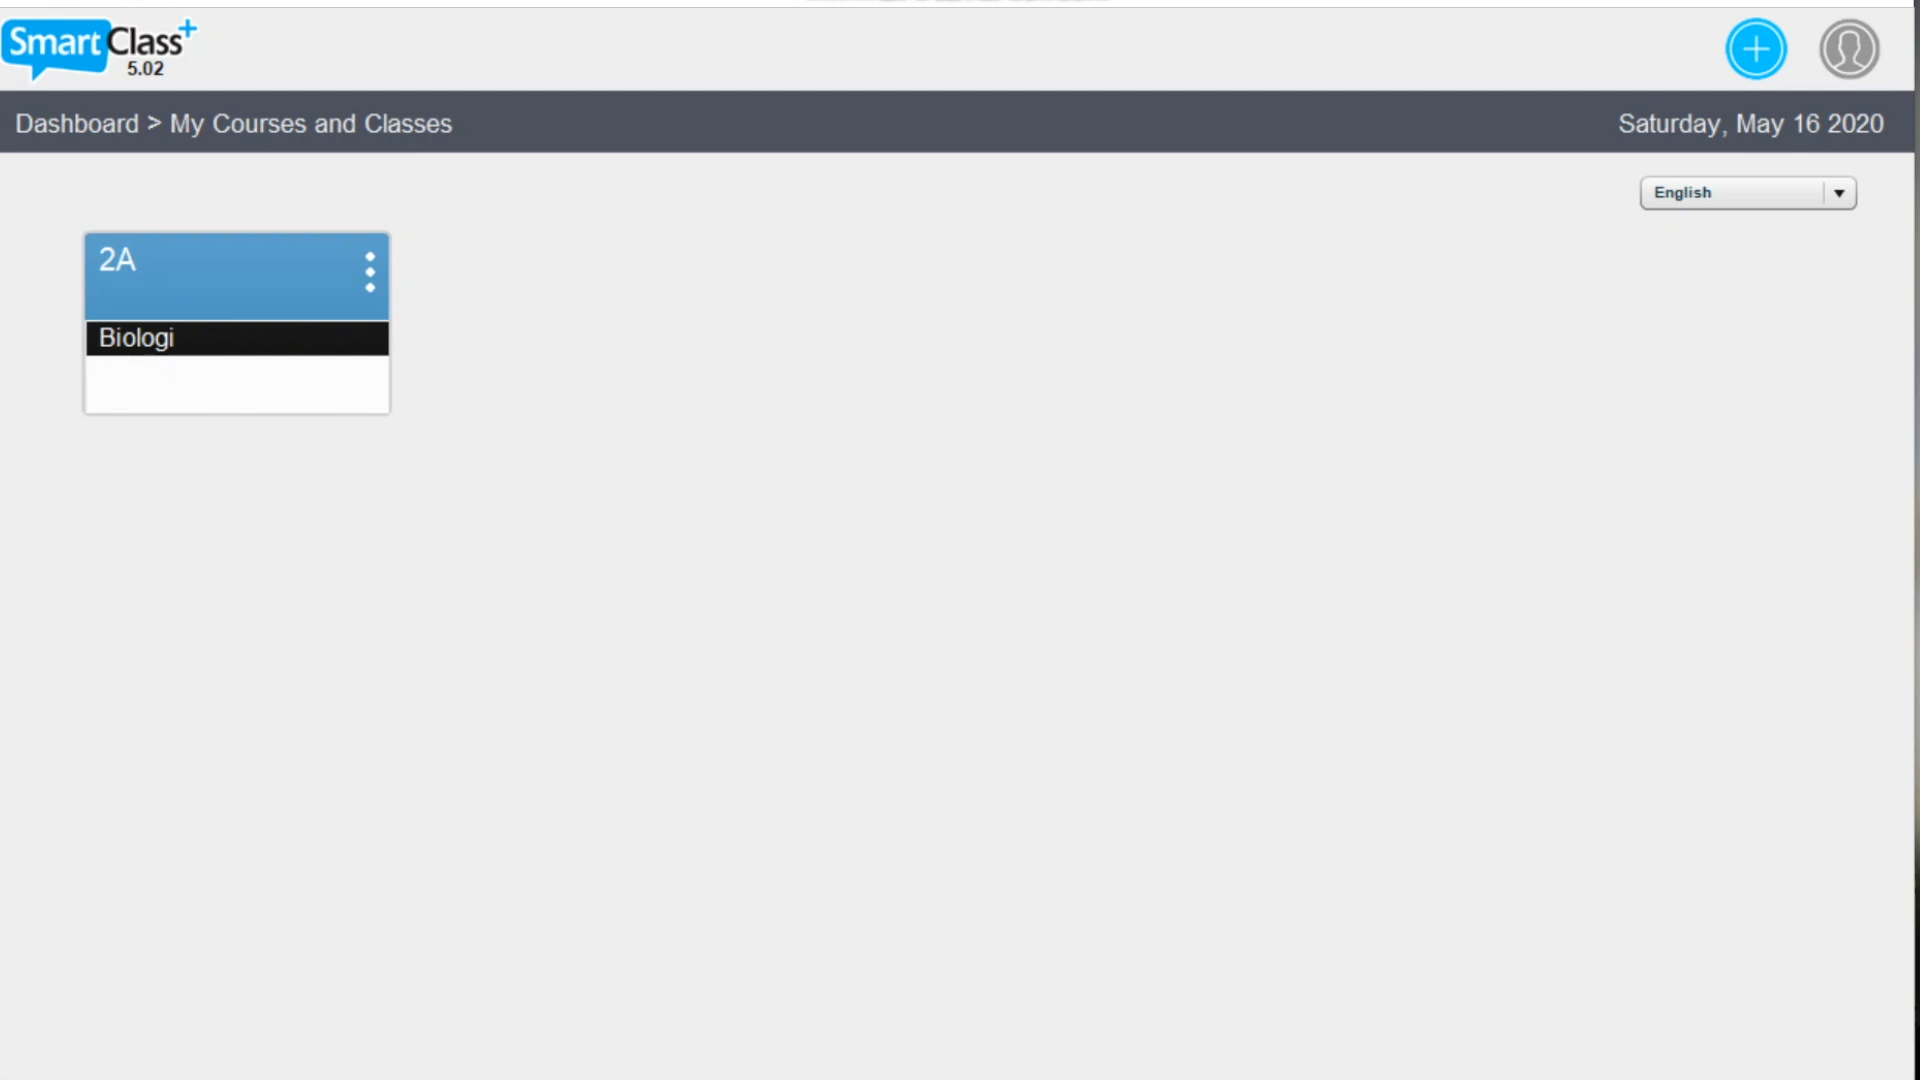 SmartClass+
5.02
Dashboard > My Courses and Classes
Saturday, May 16 2020
English
2A
Biologi